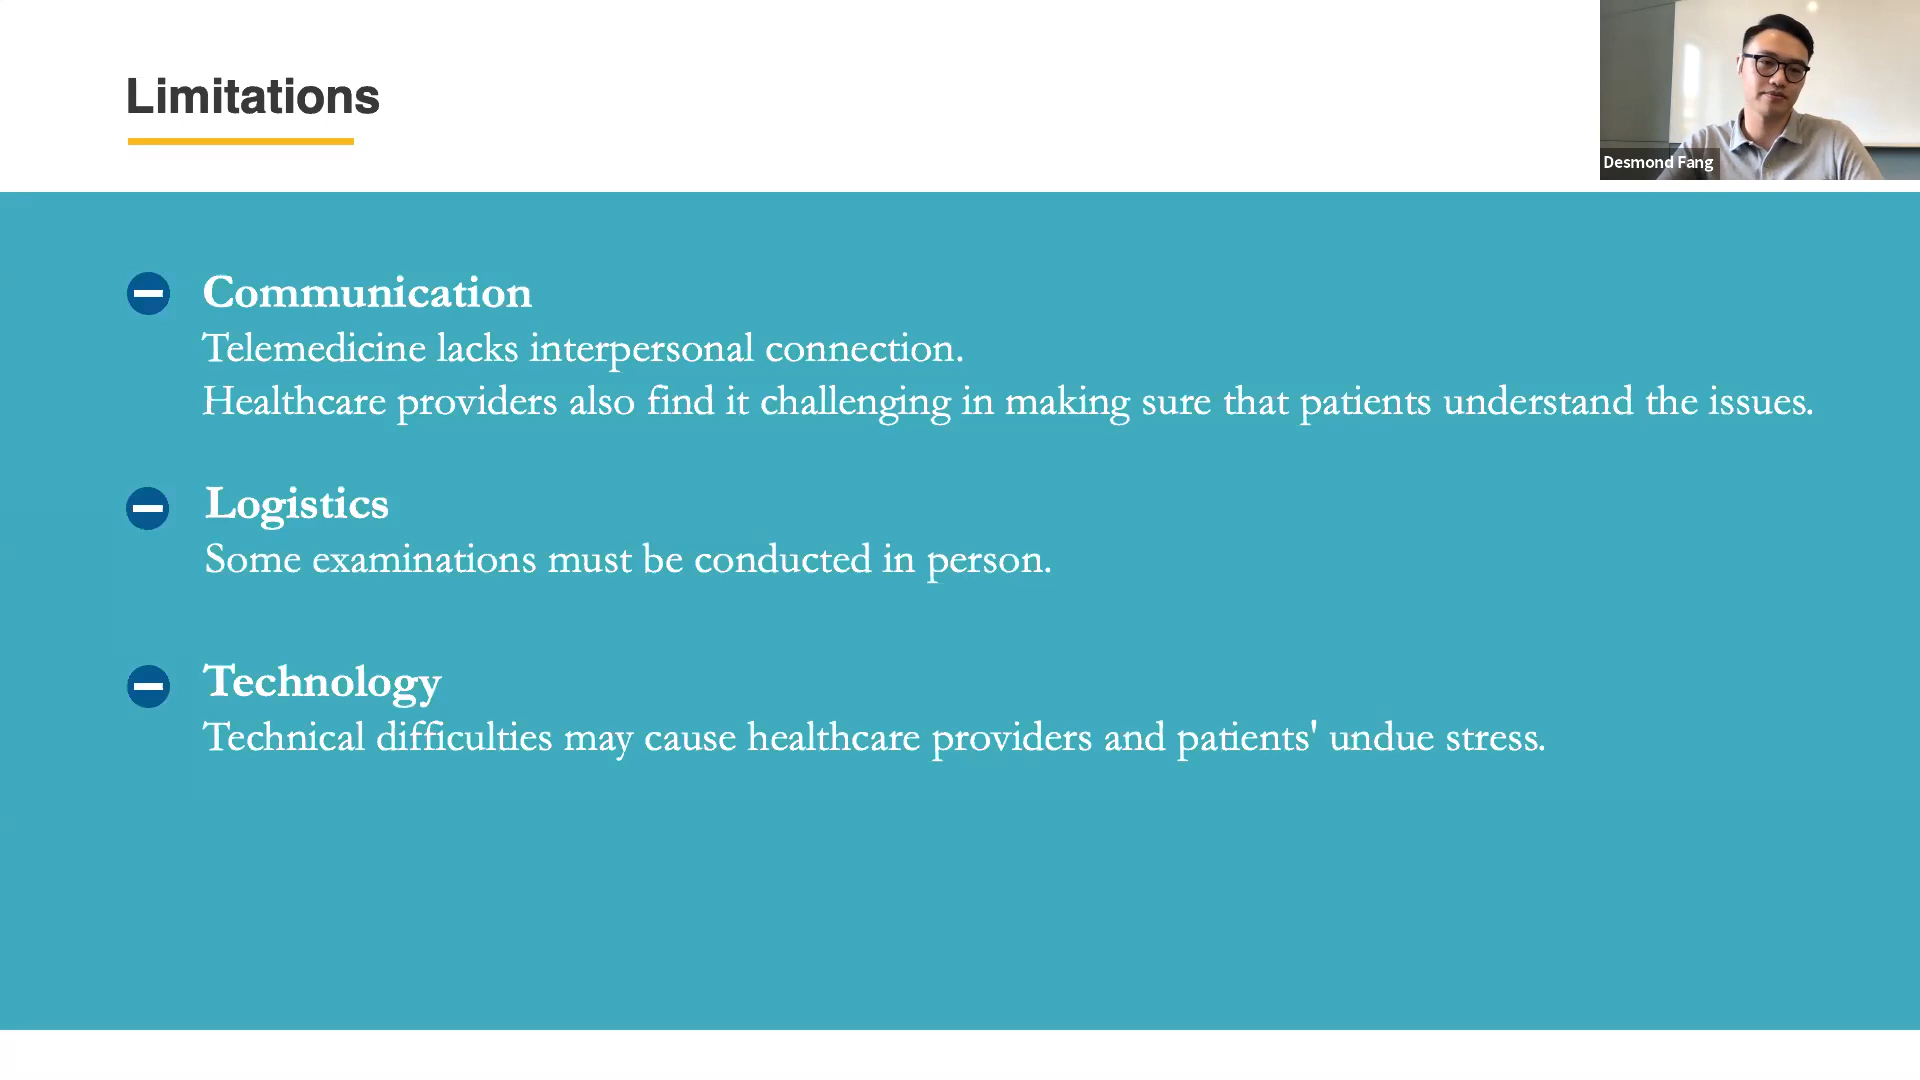 Limitations
Desmond Fang
Communication
Telemedicine lacks interpersonal connection.
Healthcare providers also find it challenging in making sure that patients understand the issues.
Logistics
Some examinations must be conducted in person.
Technology
Technical difficulties may cause healthcare providers and patients' undue stress.